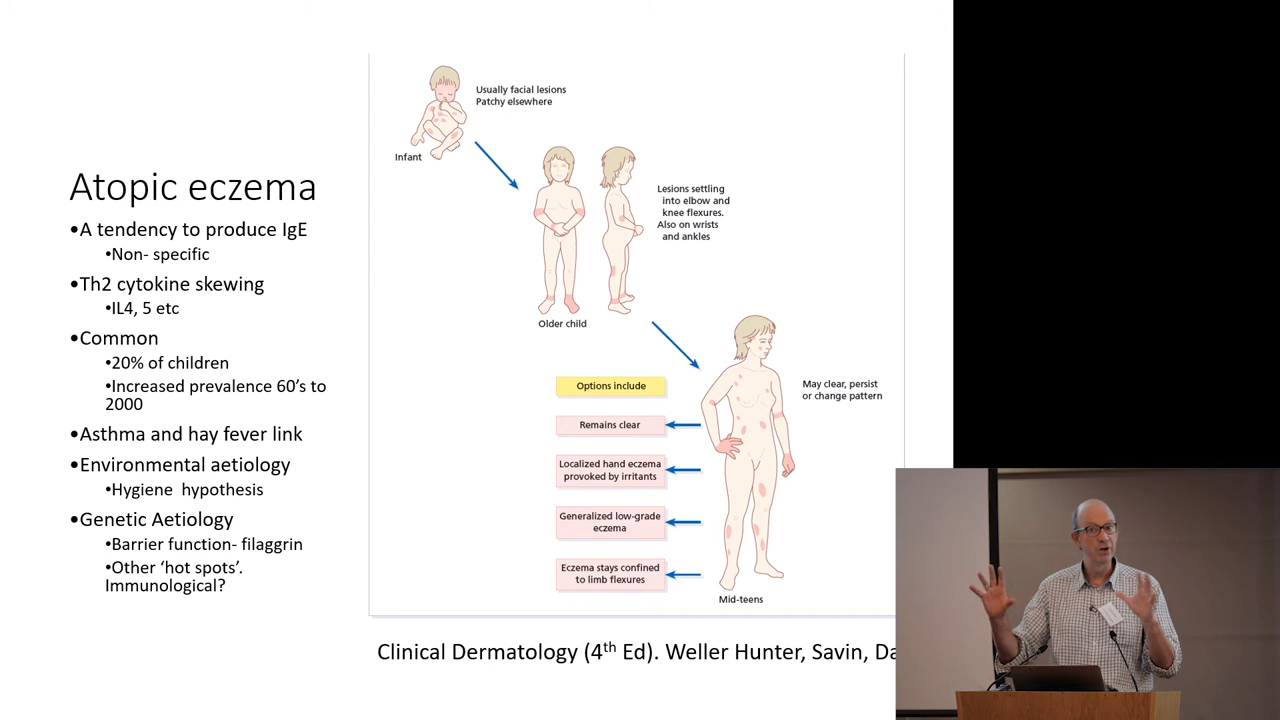 Atopic eczema
•A tendency to produce IgE
•Non- specific
•Th2 cytokine skewing
•IL4, 5 etc
•Common
•20% of children
•Increased prevalence 60’s to
2000
•Asthma and hay fever link
•Environmental aetiology
•Hygiene  hypothesis
•Genetic Aetiology
•Barrier function- filaggrin
•Other ‘hot spots’.
Immunological?
Usually facial lesions
Patchy elsewhere
Infant
Lesions settling
into elbow and
knee flexures.
Also on wrists
and ankles
Older child
Options include
Remains clear
Localized hand eczema
provoked by irritants
Generalized low-grade
eczema
Eczema stays confined
to limb flexures
May clear, persist
or change pattern
Mid-teens
Clinical Dermatology (4th Ed). Weller Hunter, Savin, Da